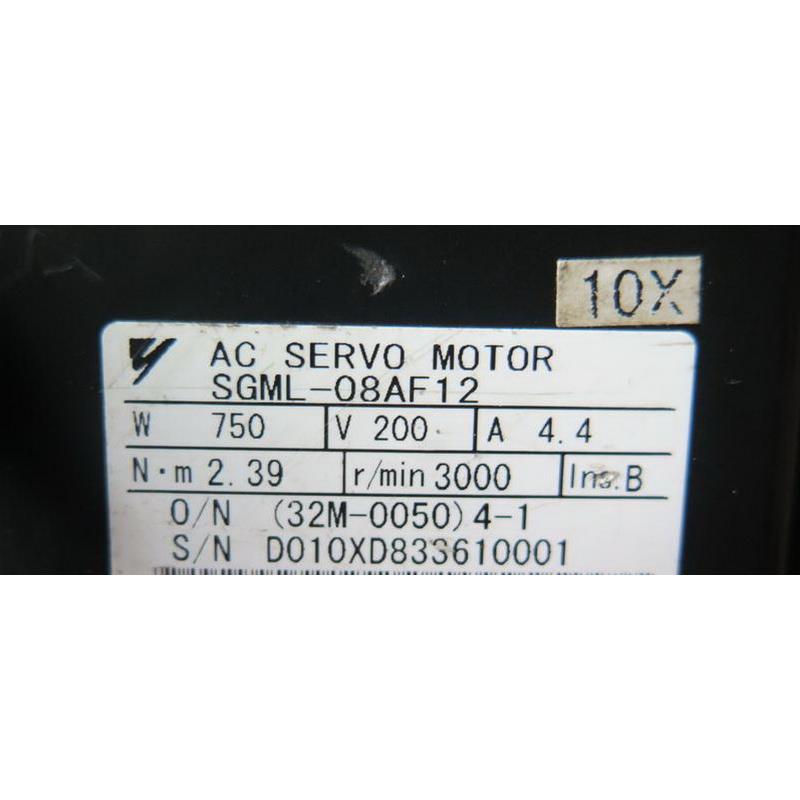 10X
AC SERVO MOTOR
SGML-08AF12
W 750 V 200 A 4.4
N·m 2.39 r/min 3000 Ins.B
O/N (32M-0050)4-1
S/N D010XD833610001